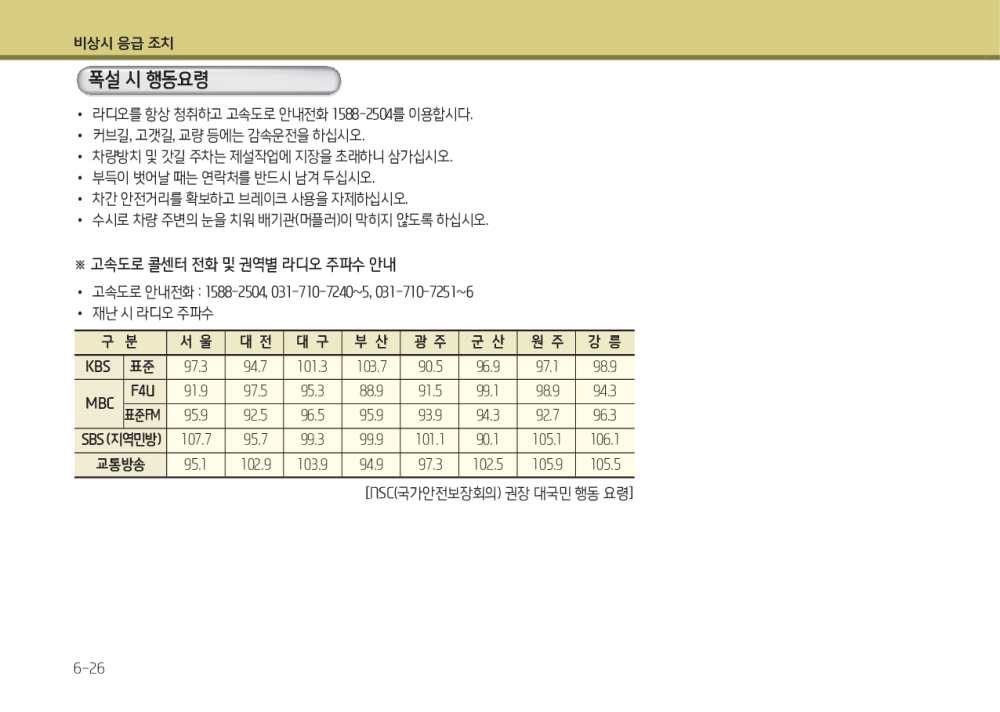 비상시 응급 조치
폭설 시 행동요령
• 라디오를 항상 청취하고 고속도로 안내전화 1588-2504를 이용합시다.
• 커브길, 고갯길, 교량 등에는 감속운전을 하십시오.
• 차량방치 및 갓길 주차는 제설작업에 지장을 초래하니 삼가십시오.
• 부득이 벗어날 때는 연락처를 반드시 남겨 두십시오.
• 차간 안전거리를 확보하고 브레이크 사용을 자제하십시오.
• 수시로 차량 주변의 눈을 치워 배기관(머플러)이 막히지 않도록 하십시오.
※ 고속도로 콜센터 전화 및 권역별 라디오 주파수 안내
• 고속도로 안내전화 : 1588-2504, 031-710-7240~5, 031-710-7251~6
• 재난 시 라디오 주파수
구 분 서 울 대 전 대 구 부 산 광 주 군 산 원 주 강 릉
KBS 표준 97.3 94.7 101.3 103.7 90.5 96.9 97.1 98.9
MBC F4U 91.9 97.5 95.3 88.9 91.5 99.1 98.9 94.3
표준FM 95.9 92.5 96.5 95.9 93.9 94.3 92.7 96.3
SBS (지역민방) 107.7 95.7 99.3 99.9 101.1 90.1 105.1 106.1
교통방송 95.1 102.9 103.9 94.9 97.3 102.5 105.9 105.5
[NSC(국가안전보장회의) 권장 대국민 행동 요령]
6-26